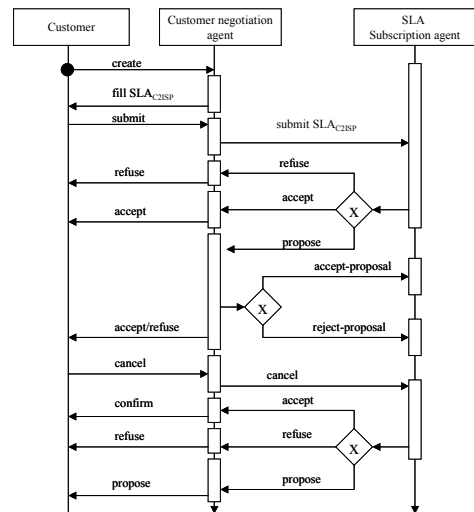 Customer
Customer negotiation
agent
SLA
Subscription agent
create
fill SLAC2ISP
submit
submit SLAC2ISP
refuse
refuse
accept
accept
X
propose
accept-proposal
X
reject-proposal
accept/refuse
cancel
cancel
accept
confirm
refuse
refuse
X
propose
propose